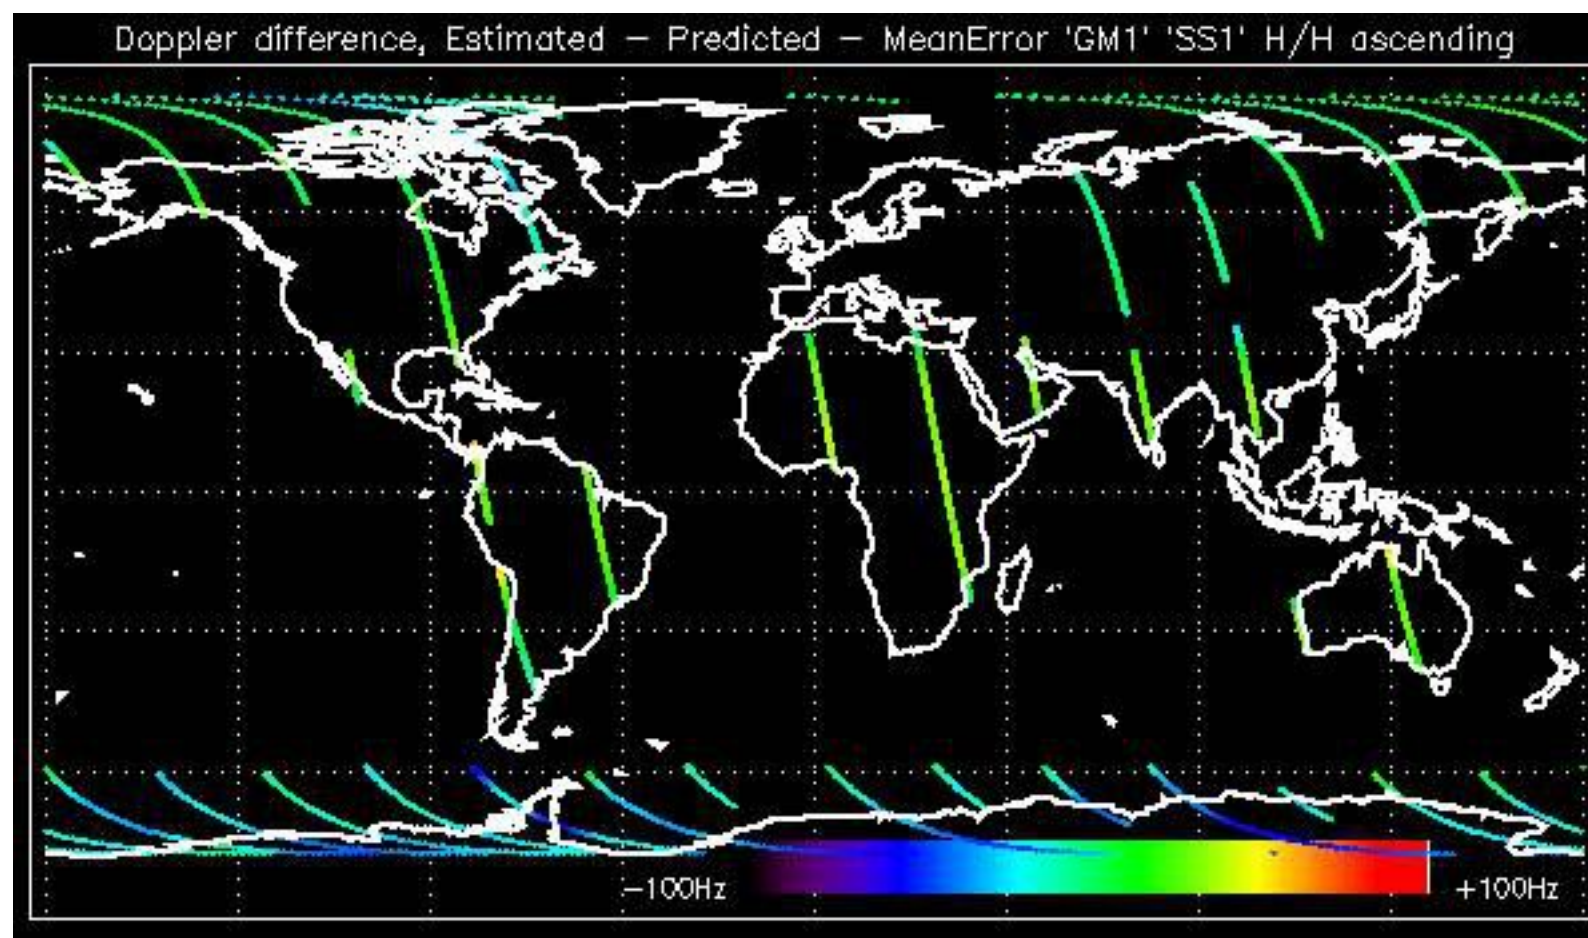 Doppler difference, Estimated – Predicted – MeanError 'GM1' 'SS1' H/H ascending
–100Hz +100Hz